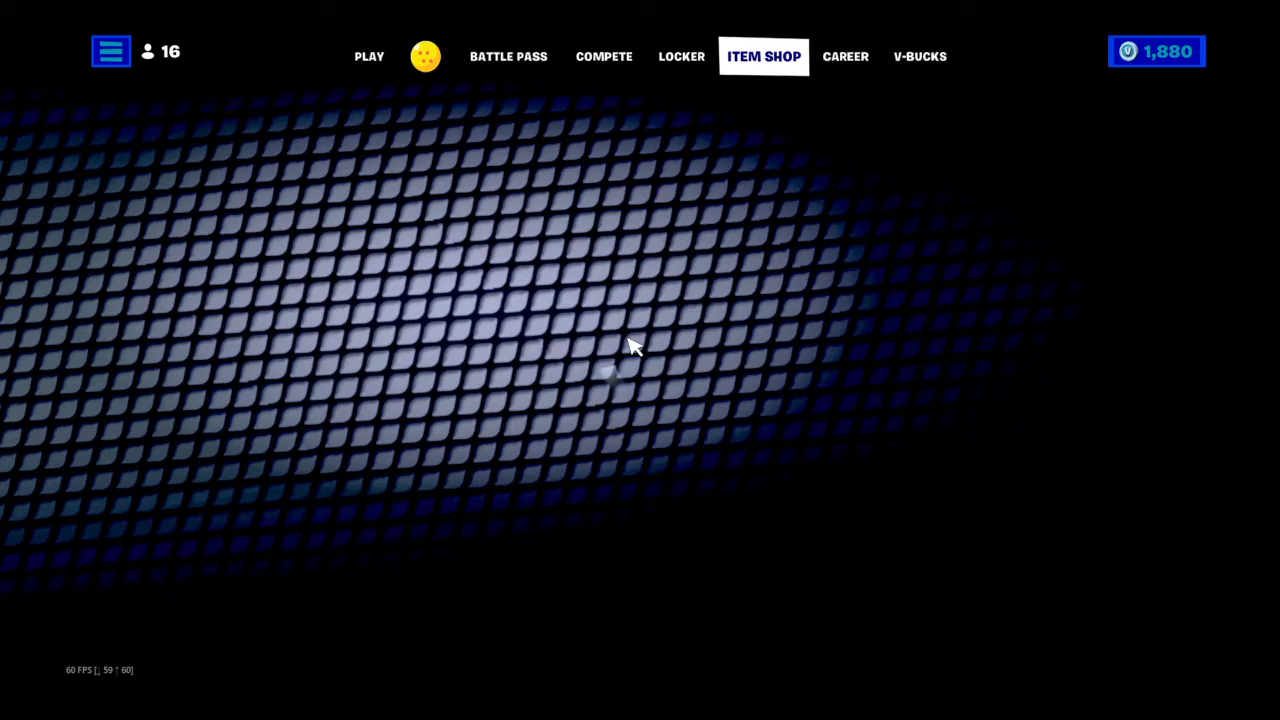 16
PLAY
BATTLE PASS
COMPETE
LOCKER
ITEM SHOP
CAREER
V-BUCKS
V 1,880
60 FPS [↓ 59 ↑ 60]